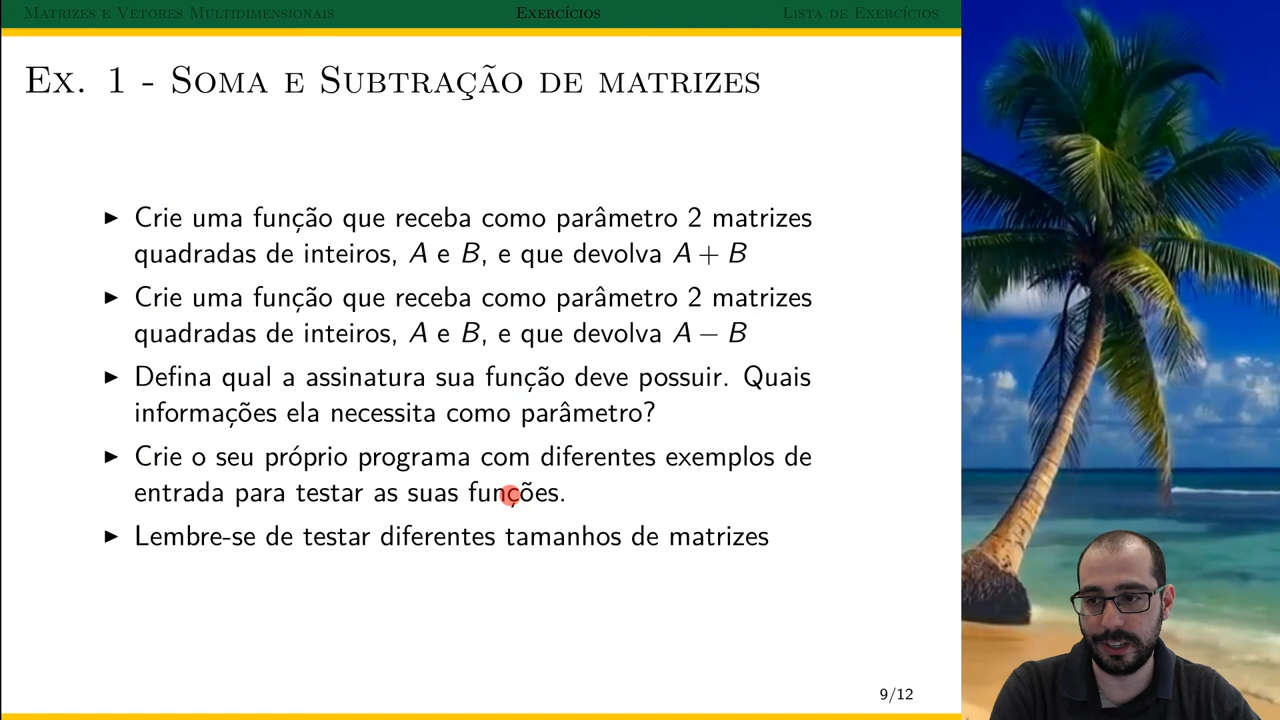 Matrizes e Vetores Multidimensionais Exercícios Lista de Exercícios
Ex. 1 - Soma e Subtração de matrizes
► Crie uma função que receba como parâmetro 2 matrizes
quadradas de inteiros, A e B, e que devolva A + B
► Crie uma função que receba como parâmetro 2 matrizes
quadradas de inteiros, A e B, e que devolva A − B
► Defina qual a assinatura sua função deve possuir. Quais
informações ela necessita como parâmetro?
► Crie o seu próprio programa com diferentes exemplos de
entrada para testar as suas funções.
► Lembre-se de testar diferentes tamanhos de matrizes
9/12